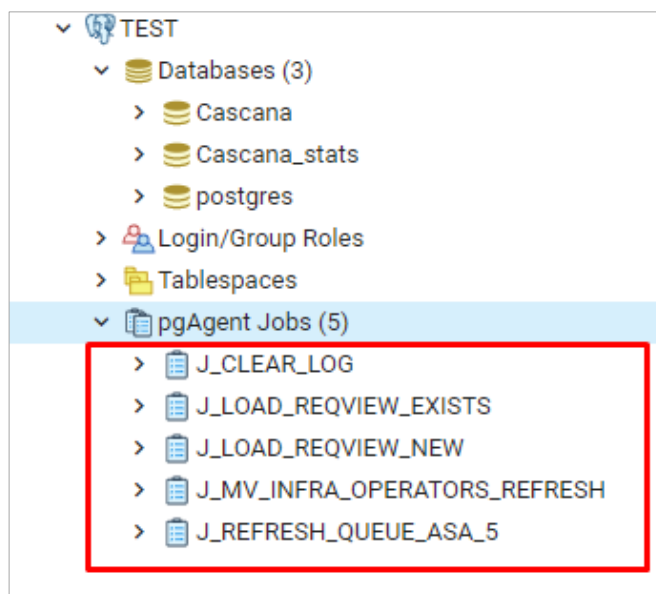 TEST
Databases (3)
Cascana
Cascana_stats
postgres
Login/Group Roles
Tablespaces
pgAgent Jobs (5)
J_CLEAR_LOG
J_LOAD_REQVIEW_EXISTS
J_LOAD_REQVIEW_NEW
J_MV_INFRA_OPERATORS_REFRESH
J_REFRESH_QUEUE_ASA_5